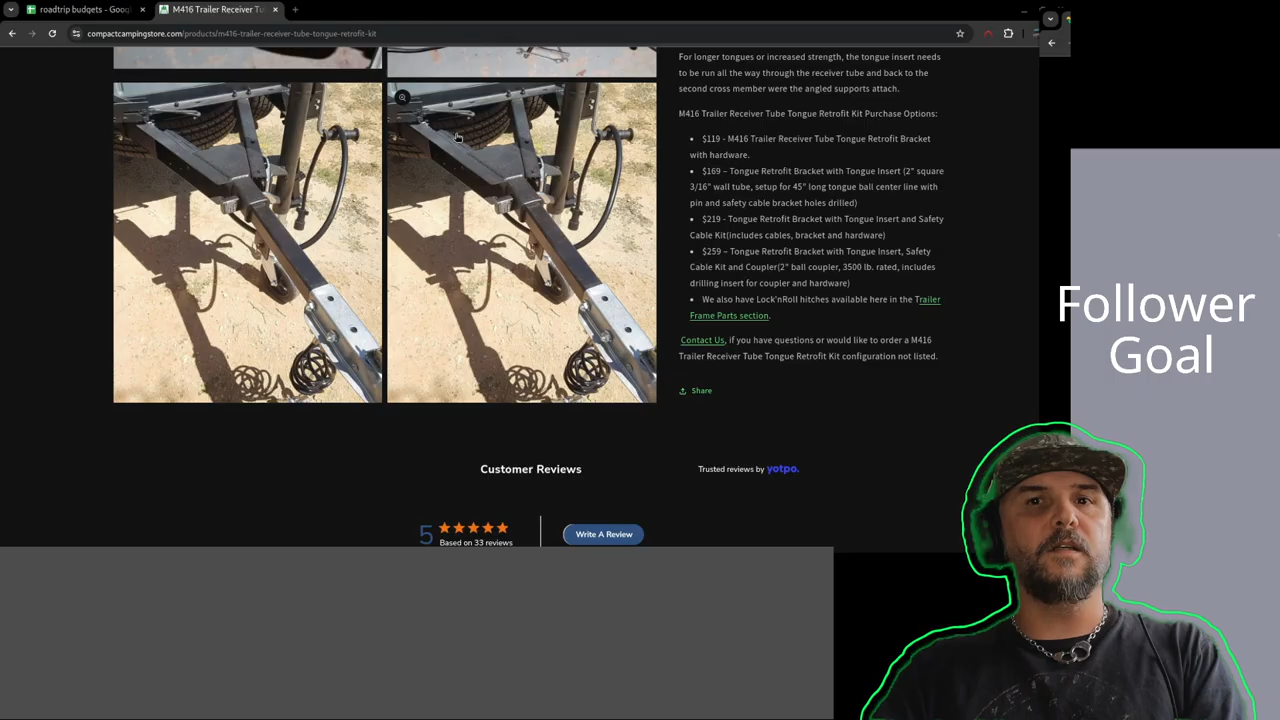 roadtrip budgets - Googl
M416 Trailer Receiver Tu
compactcampingstore.com/products/m416-trailer-receiver-tube-tongue-retrofit-kit
For longer tongues or increased strength, the tongue insert needs
to be run all the way through the receiver tube and back to the
second cross member were the angled supports attach.
M416 Trailer Receiver Tube Tongue Retrofit Kit Purchase Options:
• $119 - M416 Trailer Receiver Tube Tongue Retrofit Bracket
with hardware.
• $169 – Tongue Retrofit Bracket with Tongue Insert (2" square
3/16" wall tube, setup for 45" long tongue ball center line with
pin and safety cable bracket holes drilled)
• $219 - Tongue Retrofit Bracket with Tongue Insert and Safety
Cable Kit(includes cables, bracket and hardware)
• $259 – Tongue Retrofit Bracket with Tongue Insert, Safety
Cable Kit and Coupler(2" ball coupler, 3500 lb. rated, includes
drilling insert for coupler and hardware)
• We also have Lock'nRoll hitches available here in the Trailer
Frame Parts section.
Contact Us, if you have questions or would like to order a M416
Trailer Receiver Tube Tongue Retrofit Kit configuration not listed.
Share
Customer Reviews
Trusted reviews by yotpo.
5
Based on 33 reviews
Write A Review
Follower
Goal